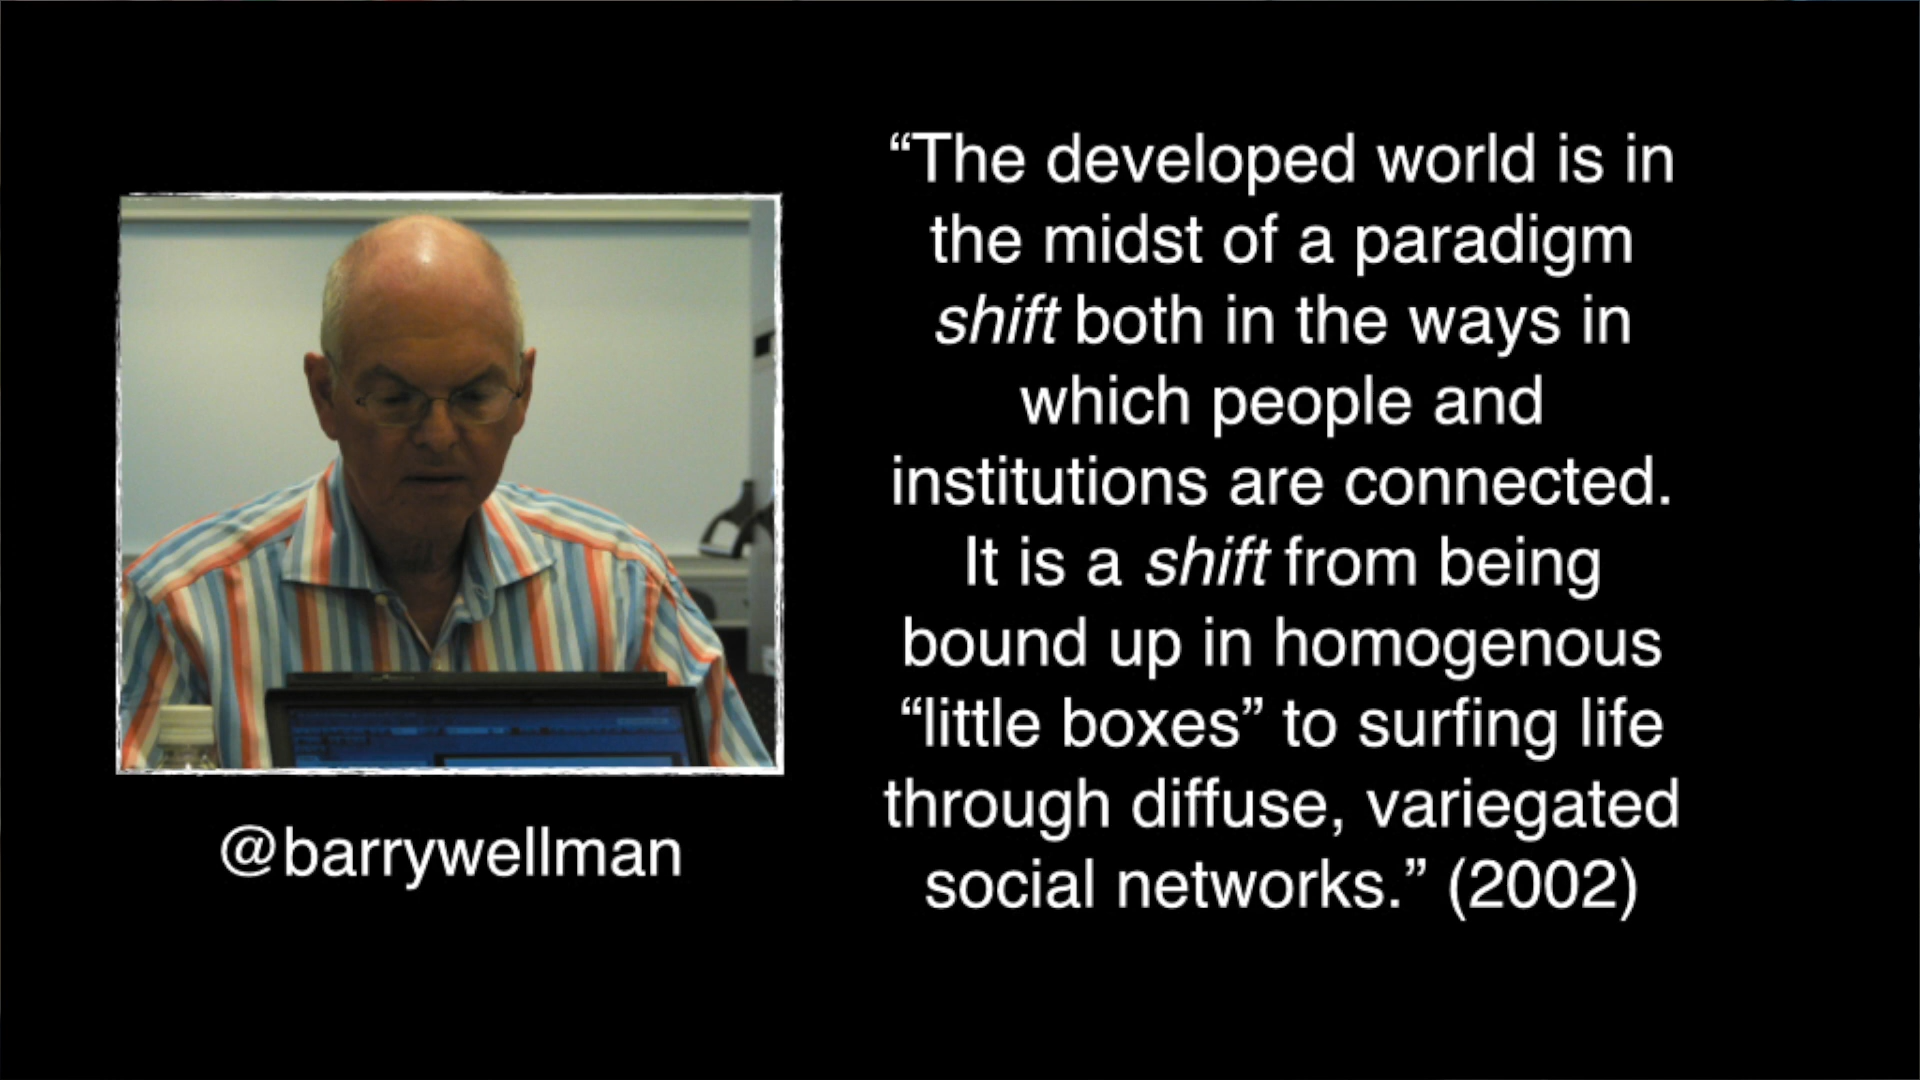 “The developed world is in
the midst of a paradigm
shift both in the ways in
which people and
institutions are connected.
It is a shift from being
bound up in homogenous
“little boxes” to surfing life
through diffuse, variegated
social networks.” (2002)
@barrywellman